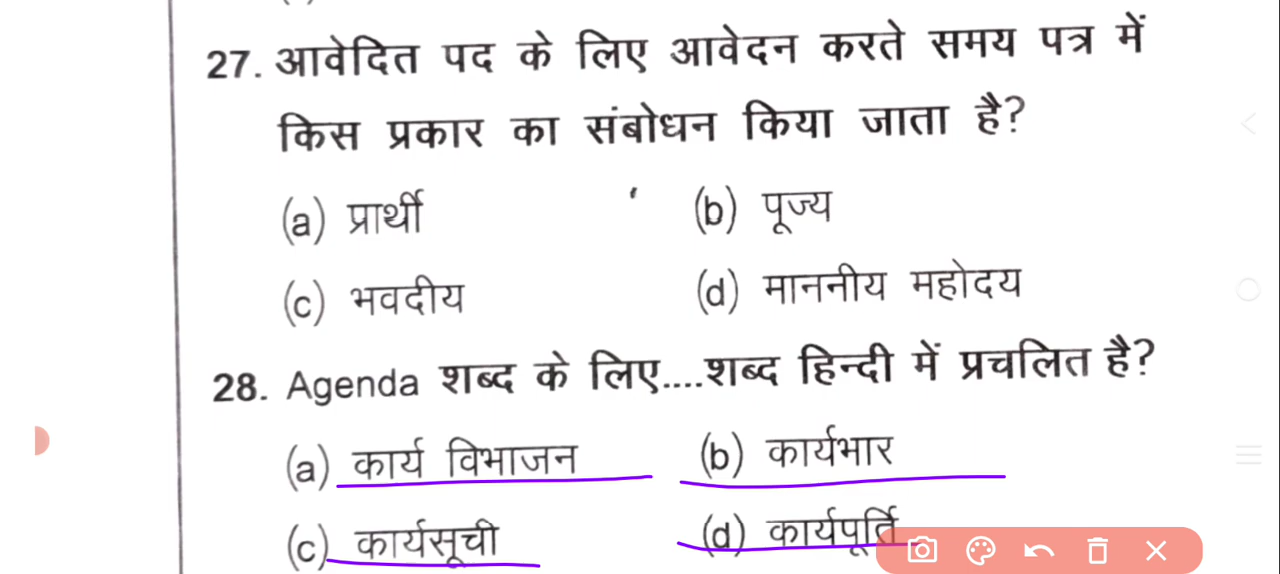 27. आवेदित पद के लिए आवेदन करते समय पत्र में
किस प्रकार का संबोधन किया जाता है?
(a) प्रार्थी (b) पूज्य
(c) भवदीय (d) माननीय महोदय
28. Agenda शब्द के लिए....शब्द हिन्दी में प्रचलित है?
(a) कार्य विभाजन (b) कार्यभार
(c) कार्यसूची (d) कार्यपूर्ति